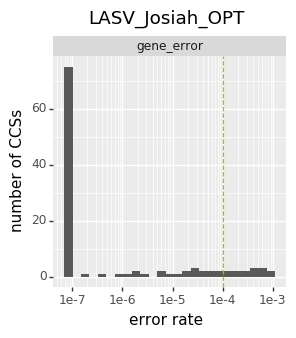 LASV_Josiah_OPT
gene_error
number of CCSs
60
40
20
0
1e-7 1e-6 1e-5 1e-4 1e-3
error rate